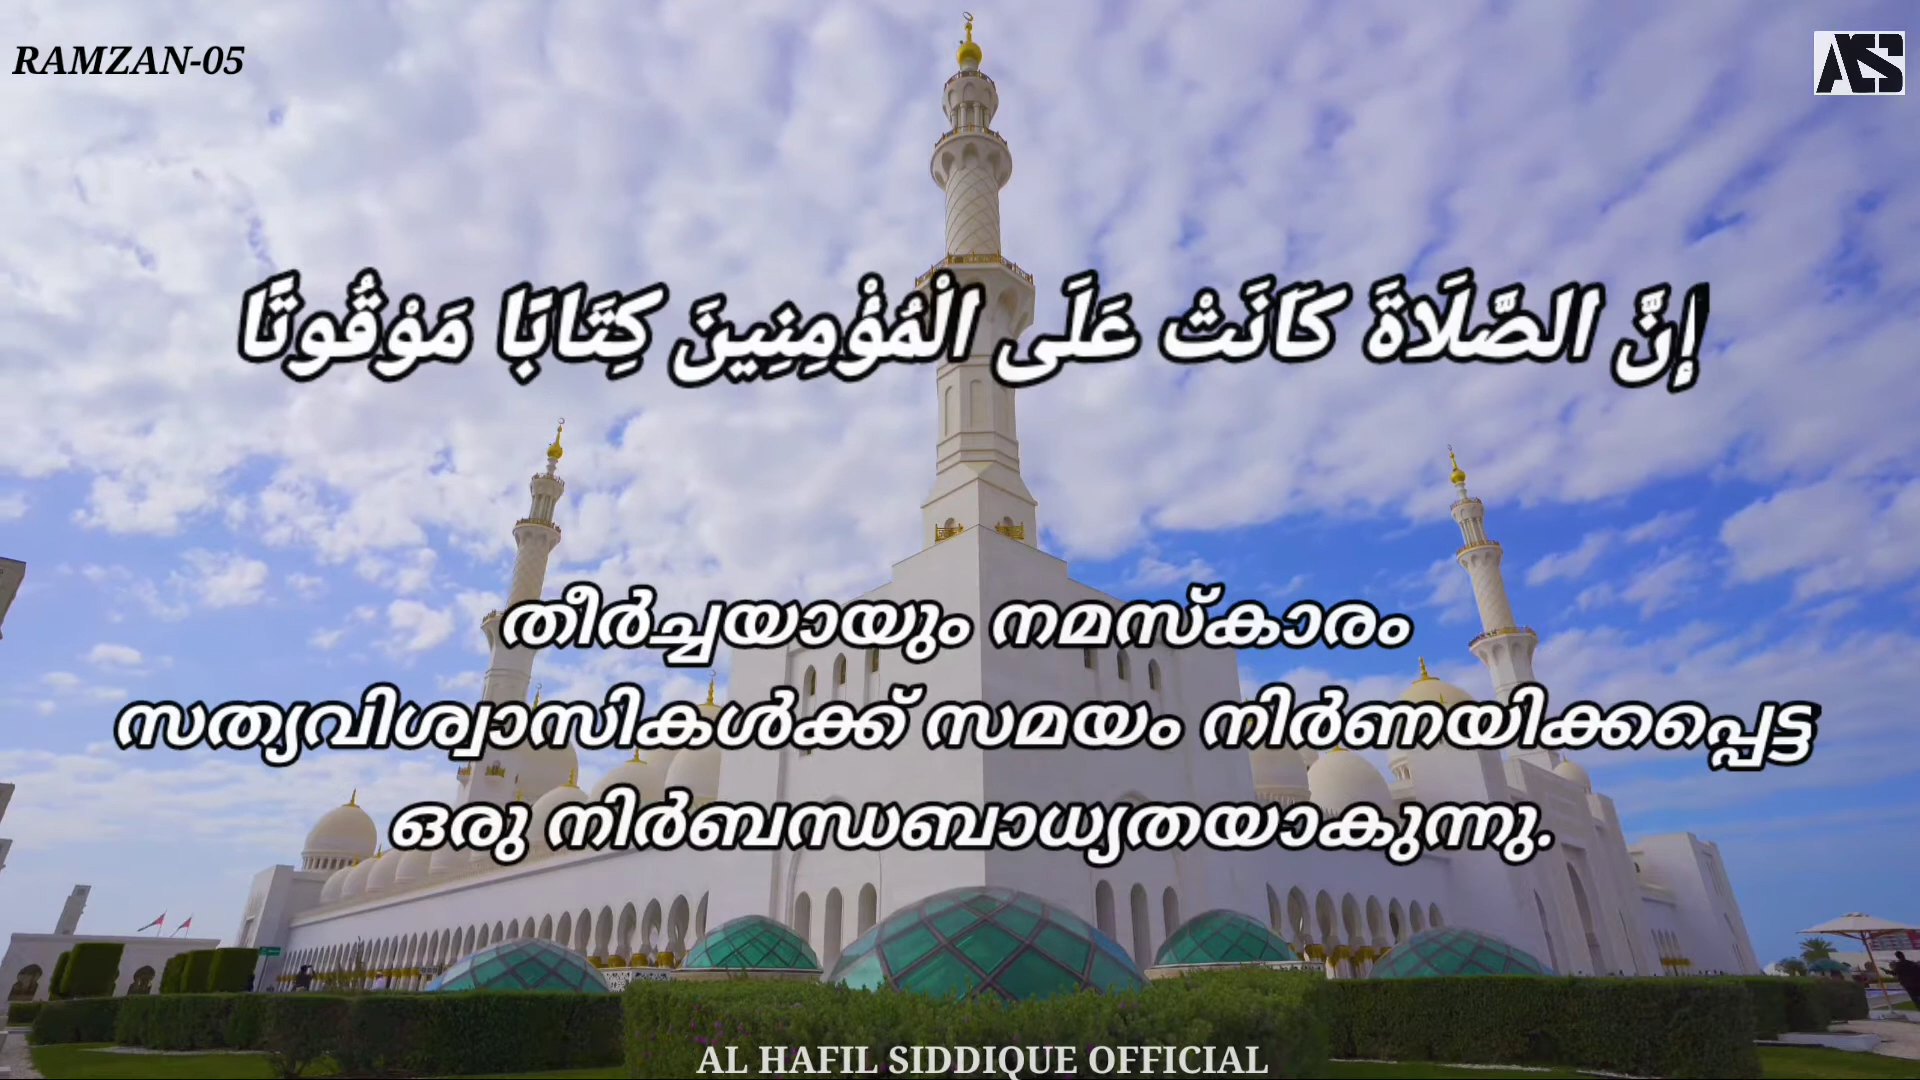 RAMZAN-05
ACS
إِنَّ الصَّلَاةَ كَانَتْ عَلَى الْمُؤْمِنِينَ كِتَابًا مَوْقُوتًا
തീർച്ചയായും നമസ്കാരം
സത്യവിശ്വാസികൾക്ക് സമയം നിർണയിക്കപ്പെട്ട
ഒരു നിർബന്ധബാധ്യതയാകുന്നു.
AL HAFIL SIDDIQUE OFFICIAL